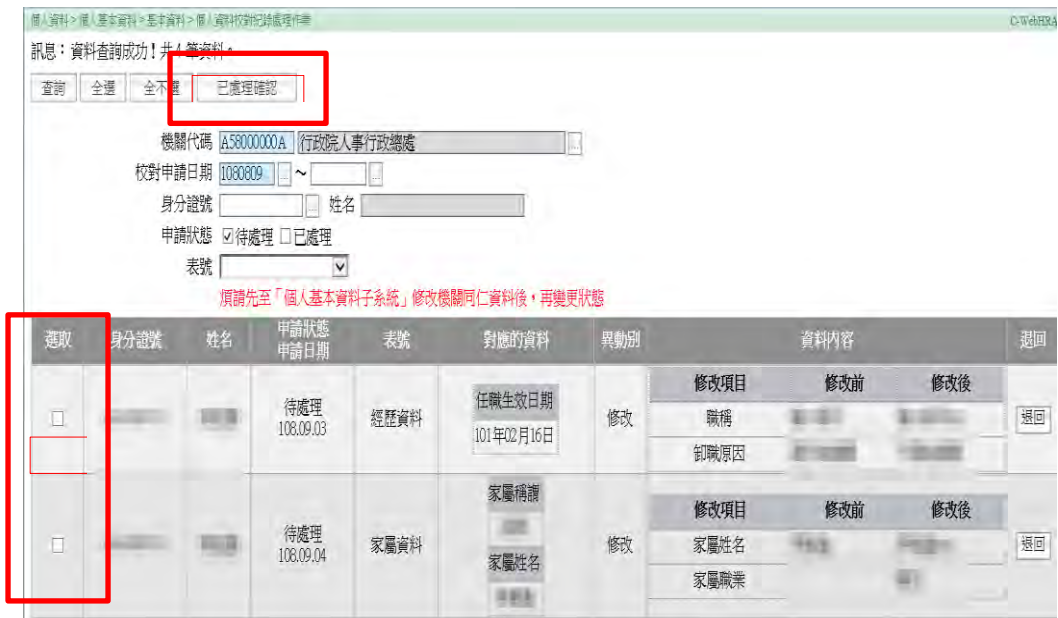 個人資料 > 個人基本資料 > 基本資料 > 個人資料校對紀錄處理作業 C-WebHRA
訊息：資料查詢成功！共4筆資料。
查詢 全選 全不選 已處理確認
機關代碼 A58000000A 行政院人事行政總處 ...
校對申請日期 1080809 ... ～ ...
身分證號 ... 姓名
申請狀態 ☑待處理 □已處理
表號
煩請先至「個人基本資料子系統」修改機關同仁資料後，再變更狀態
選取 身分證號 姓名 申請狀態 申請日期 表號 對應的資料 異動別 資料內容 退回
待處理 108.09.03 經歷資料 任職生效日期 101年02月16日 修改 修改項目 修改前 修改後 退回
職稱
卸職原因
待處理 108.09.04 家屬資料 家屬稱謂 家屬姓名 修改 修改項目 修改前 修改後 退回
家屬姓名
家屬職業